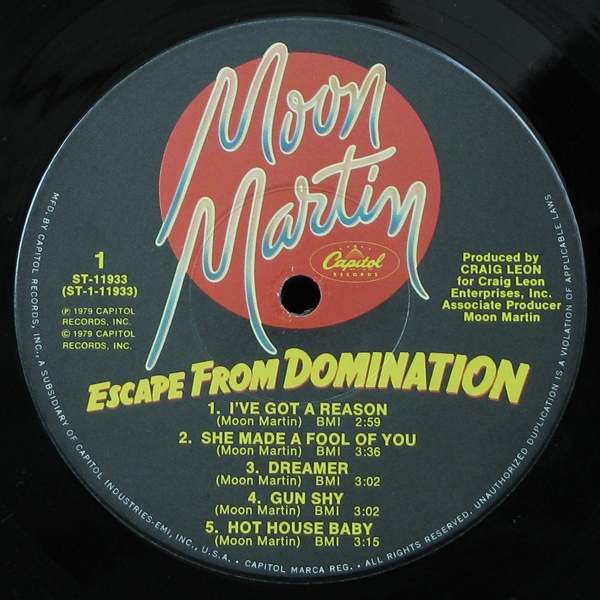 Moon
Martin
Capitol
RECORDS
1
ST-11933
(ST-1-11933)
Ⓟ 1979 CAPITOL
RECORDS, INC.
© 1979 CAPITOL
RECORDS, INC.
Produced by
CRAIG LEON
for Craig Leon
Enterprises, Inc.
Associate Producer
Moon Martin
ESCAPE FROM DOMINATION
1. I'VE GOT A REASON
(Moon Martin) BMI 2:59
2. SHE MADE A FOOL OF YOU
(Moon Martin) BMI 3:36
3. DREAMER
(Moon Martin) BMI 3:02
4. GUN SHY
(Moon Martin) BMI 3:02
5. HOT HOUSE BABY
(Moon Martin) BMI 3:15
MFD. BY CAPITOL RECORDS, INC., A SUBSIDIARY OF CAPITOL INDUSTRIES-EMI, INC., U.S.A. • CAPITOL MARCA REG. • ALL RIGHTS RESERVED. UNAUTHORIZED DUPLICATION IS A VIOLATION OF APPLICABLE LAWS